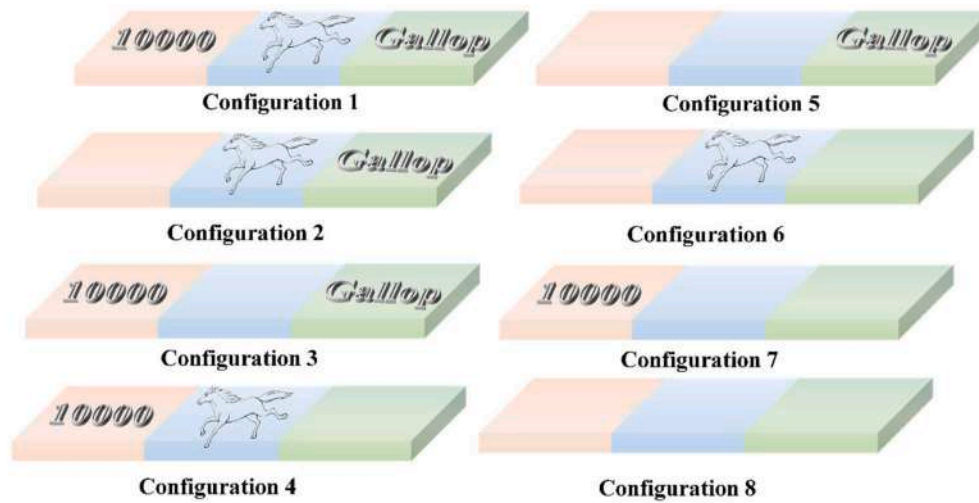 10000 Gallop
Configuration 1
Gallop
Configuration 5
Gallop
Configuration 2
Configuration 6
10000 Gallop
Configuration 3
10000
Configuration 7
10000
Configuration 4
Configuration 8